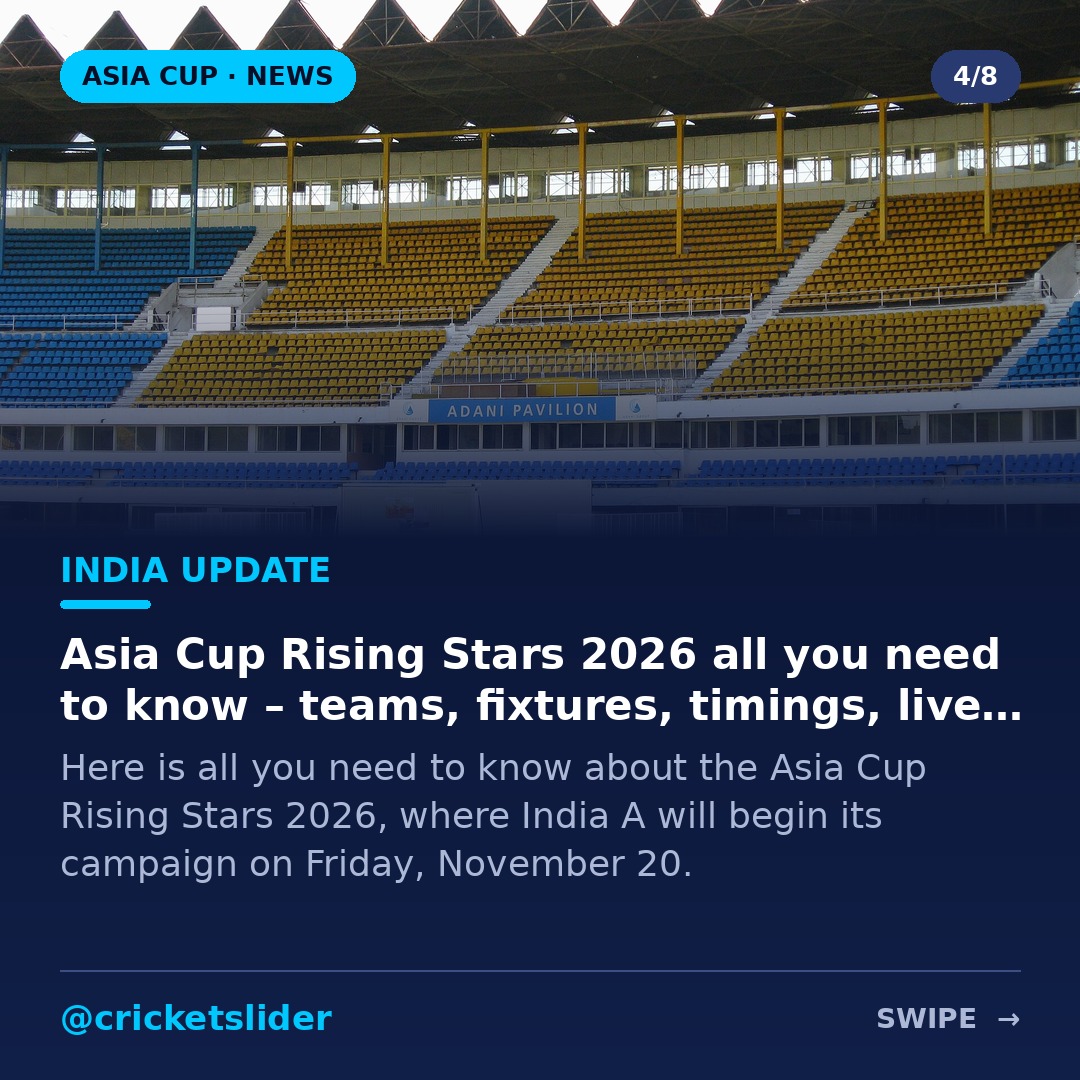 ASIA CUP · NEWS
4/8
ADANI PAVILION
INDIA UPDATE
Asia Cup Rising Stars 2026 all you need
to know – teams, fixtures, timings, live…
Here is all you need to know about the Asia Cup
Rising Stars 2026, where India A will begin its
campaign on Friday, November 20.
@cricketslider
SWIPE →